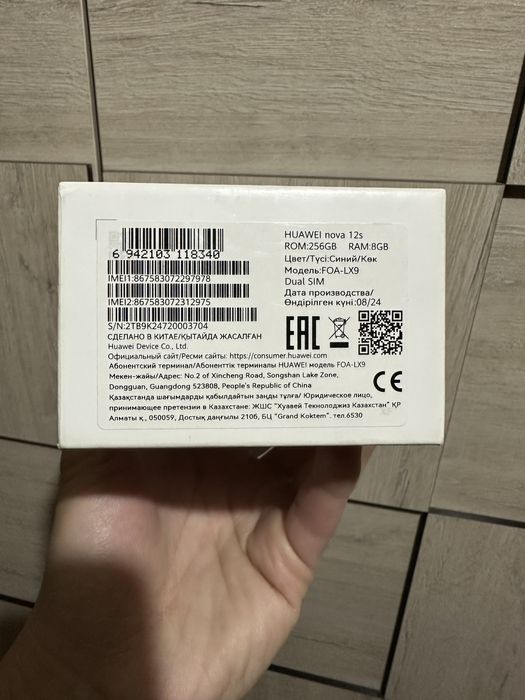 6 942103 118340
IMEI1:867583072297978
IMEI2:867583072312975
S/N:2TB9K24720003704
HUAWEI nova 12s
ROM:256GB RAM:8GB
Цвет/Түсі:Синий/Көк
Модель:FOA-LX9
Dual SIM
Дата производства/
Өндірілген күні:08/24
EAC
СДЕЛАНО В КИТАЕ/ҚЫТАЙДА ЖАСАЛҒАН
Huawei Device Co., Ltd.
Официальный сайт/Ресми сайты: https://consumer.huawei.com
Абонентский терминал/Абоненттік терминалы HUAWEI модель FOA-LX9
Мекен-жайы/Адрес: No.2 of Xincheng Road, Songshan Lake Zone,
Dongguan, Guangdong 523808, People's Republic of China
CE
Қазақстанда шағымдарды қабылдайтын заңды тұлға/ Юридическое лицо,
принимающее претензии в Казахстане: ЖШС "Хуавей Текнолоджиз Казахстан" ҚР
Алматы қ., 050059, Достық даңғылы 210б, БЦ "Grand Koktem". тел.6530